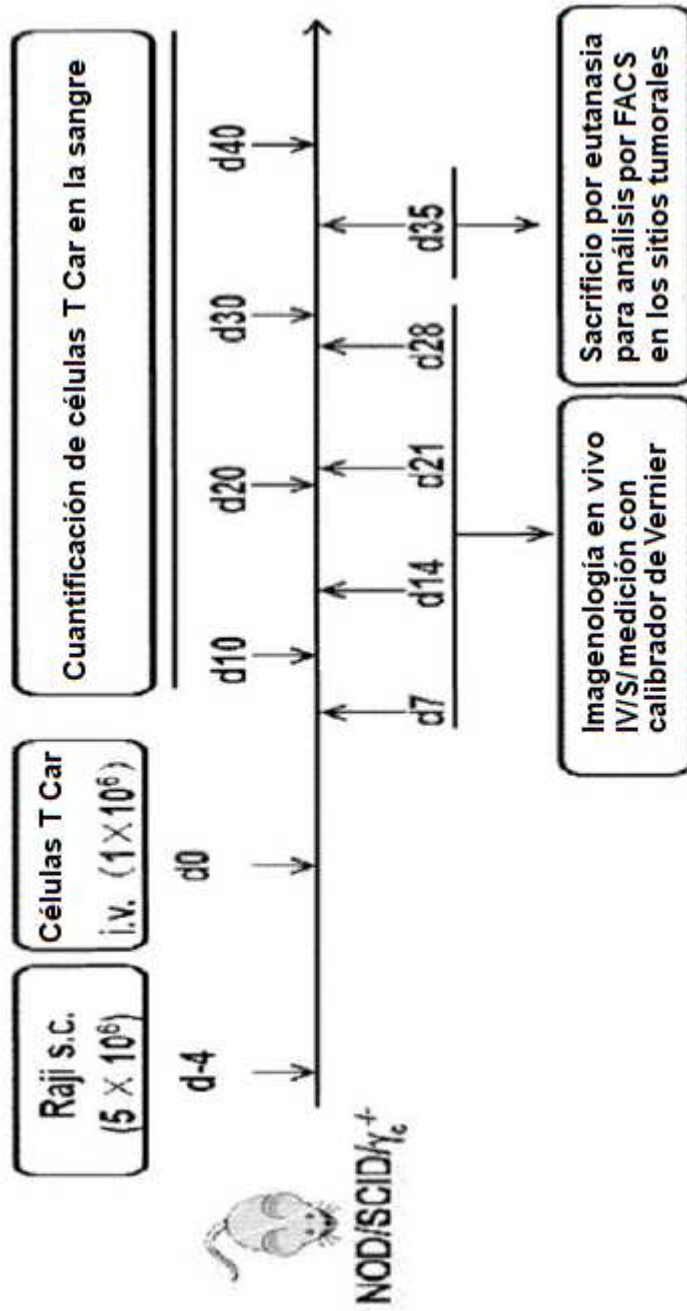 Raji s.c.
(5 X 10⁶)
Células T Car
i.v. (1×10⁶)
Cuantificación de células T Car en la sangre
d-4
d0
d10
d20
d30
d40
NOD/SCID/γc⁺⁻
d7
d14
d21
d28
d35
Imagenología en vivo
IV/S/medición con
calibrador de Vernier
Sacrificio por eutanasia
para análisis por FACS
en los sitios tumorales